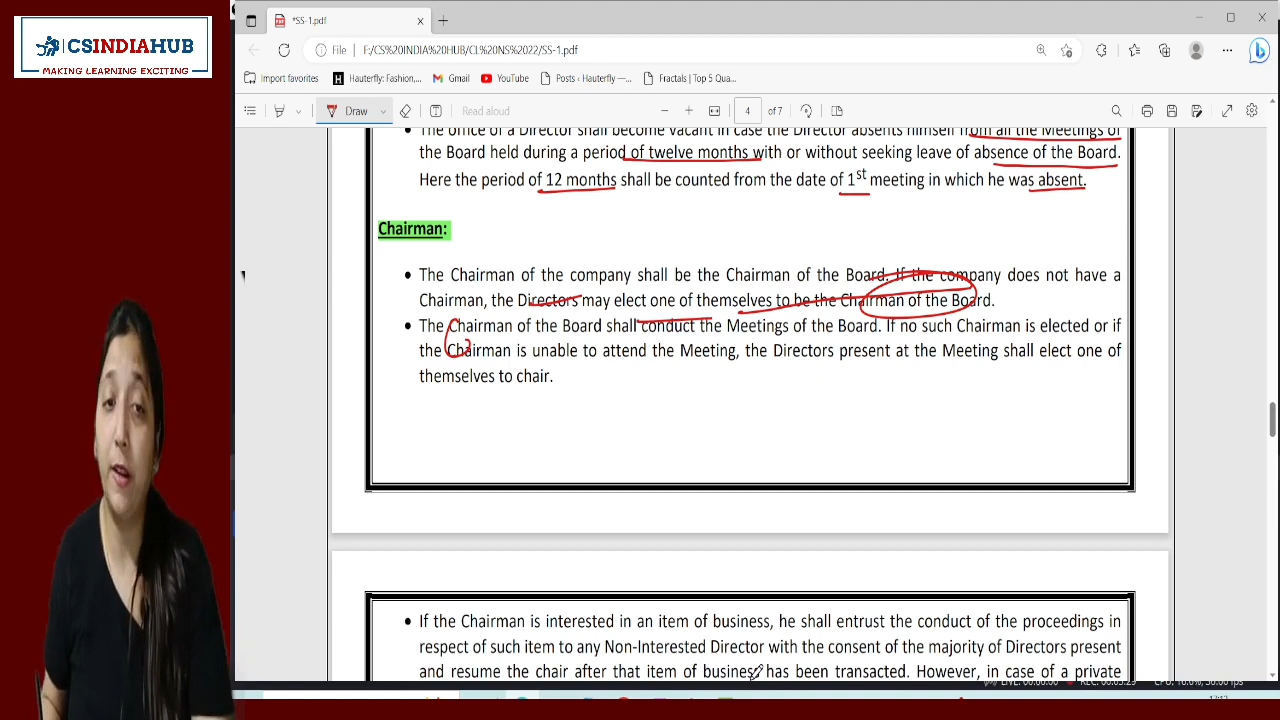 CSINDIAHUB
MAKING LEARNING EXCITING
*SS-1.pdf
File F:/CS%20INDIA%20HUB/CL%20NS%2022/SS-1.pdf
Import favorites Hauterfly: Fashion,... Gmail YouTube Posts ‹ Hauterfly —... Fractals | Top 5 Qua...
Draw Read aloud 4 of 7
The office of a Director shall become vacant in case the Director absents himself from all the Meetings of
the Board held during a period of twelve months with or without seeking leave of absence of the Board.
Here the period of 12 months shall be counted from the date of 1st meeting in which he was absent.
Chairman:
• The Chairman of the company shall be the Chairman of the Board. If the company does not have a
Chairman, the Directors may elect one of themselves to be the Chairman of the Board.
• The Chairman of the Board shall conduct the Meetings of the Board. If no such Chairman is elected or if
the Chairman is unable to attend the Meeting, the Directors present at the Meeting shall elect one of
themselves to chair.
• If the Chairman is interested in an item of business, he shall entrust the conduct of the proceedings in
respect of such item to any Non-Interested Director with the consent of the majority of Directors present
and resume the chair after that item of business has been transacted. However, in case of a private